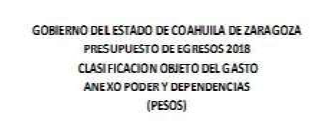 GOBIERNO DEL ESTADO DE COAHUILA DE ZARAGOZA
PRESUPUESTO DE EGRESOS 2018
CLASIFICACION OBJETO DEL GASTO
ANEXO PODER Y DEPENDENCIAS
(PESOS)